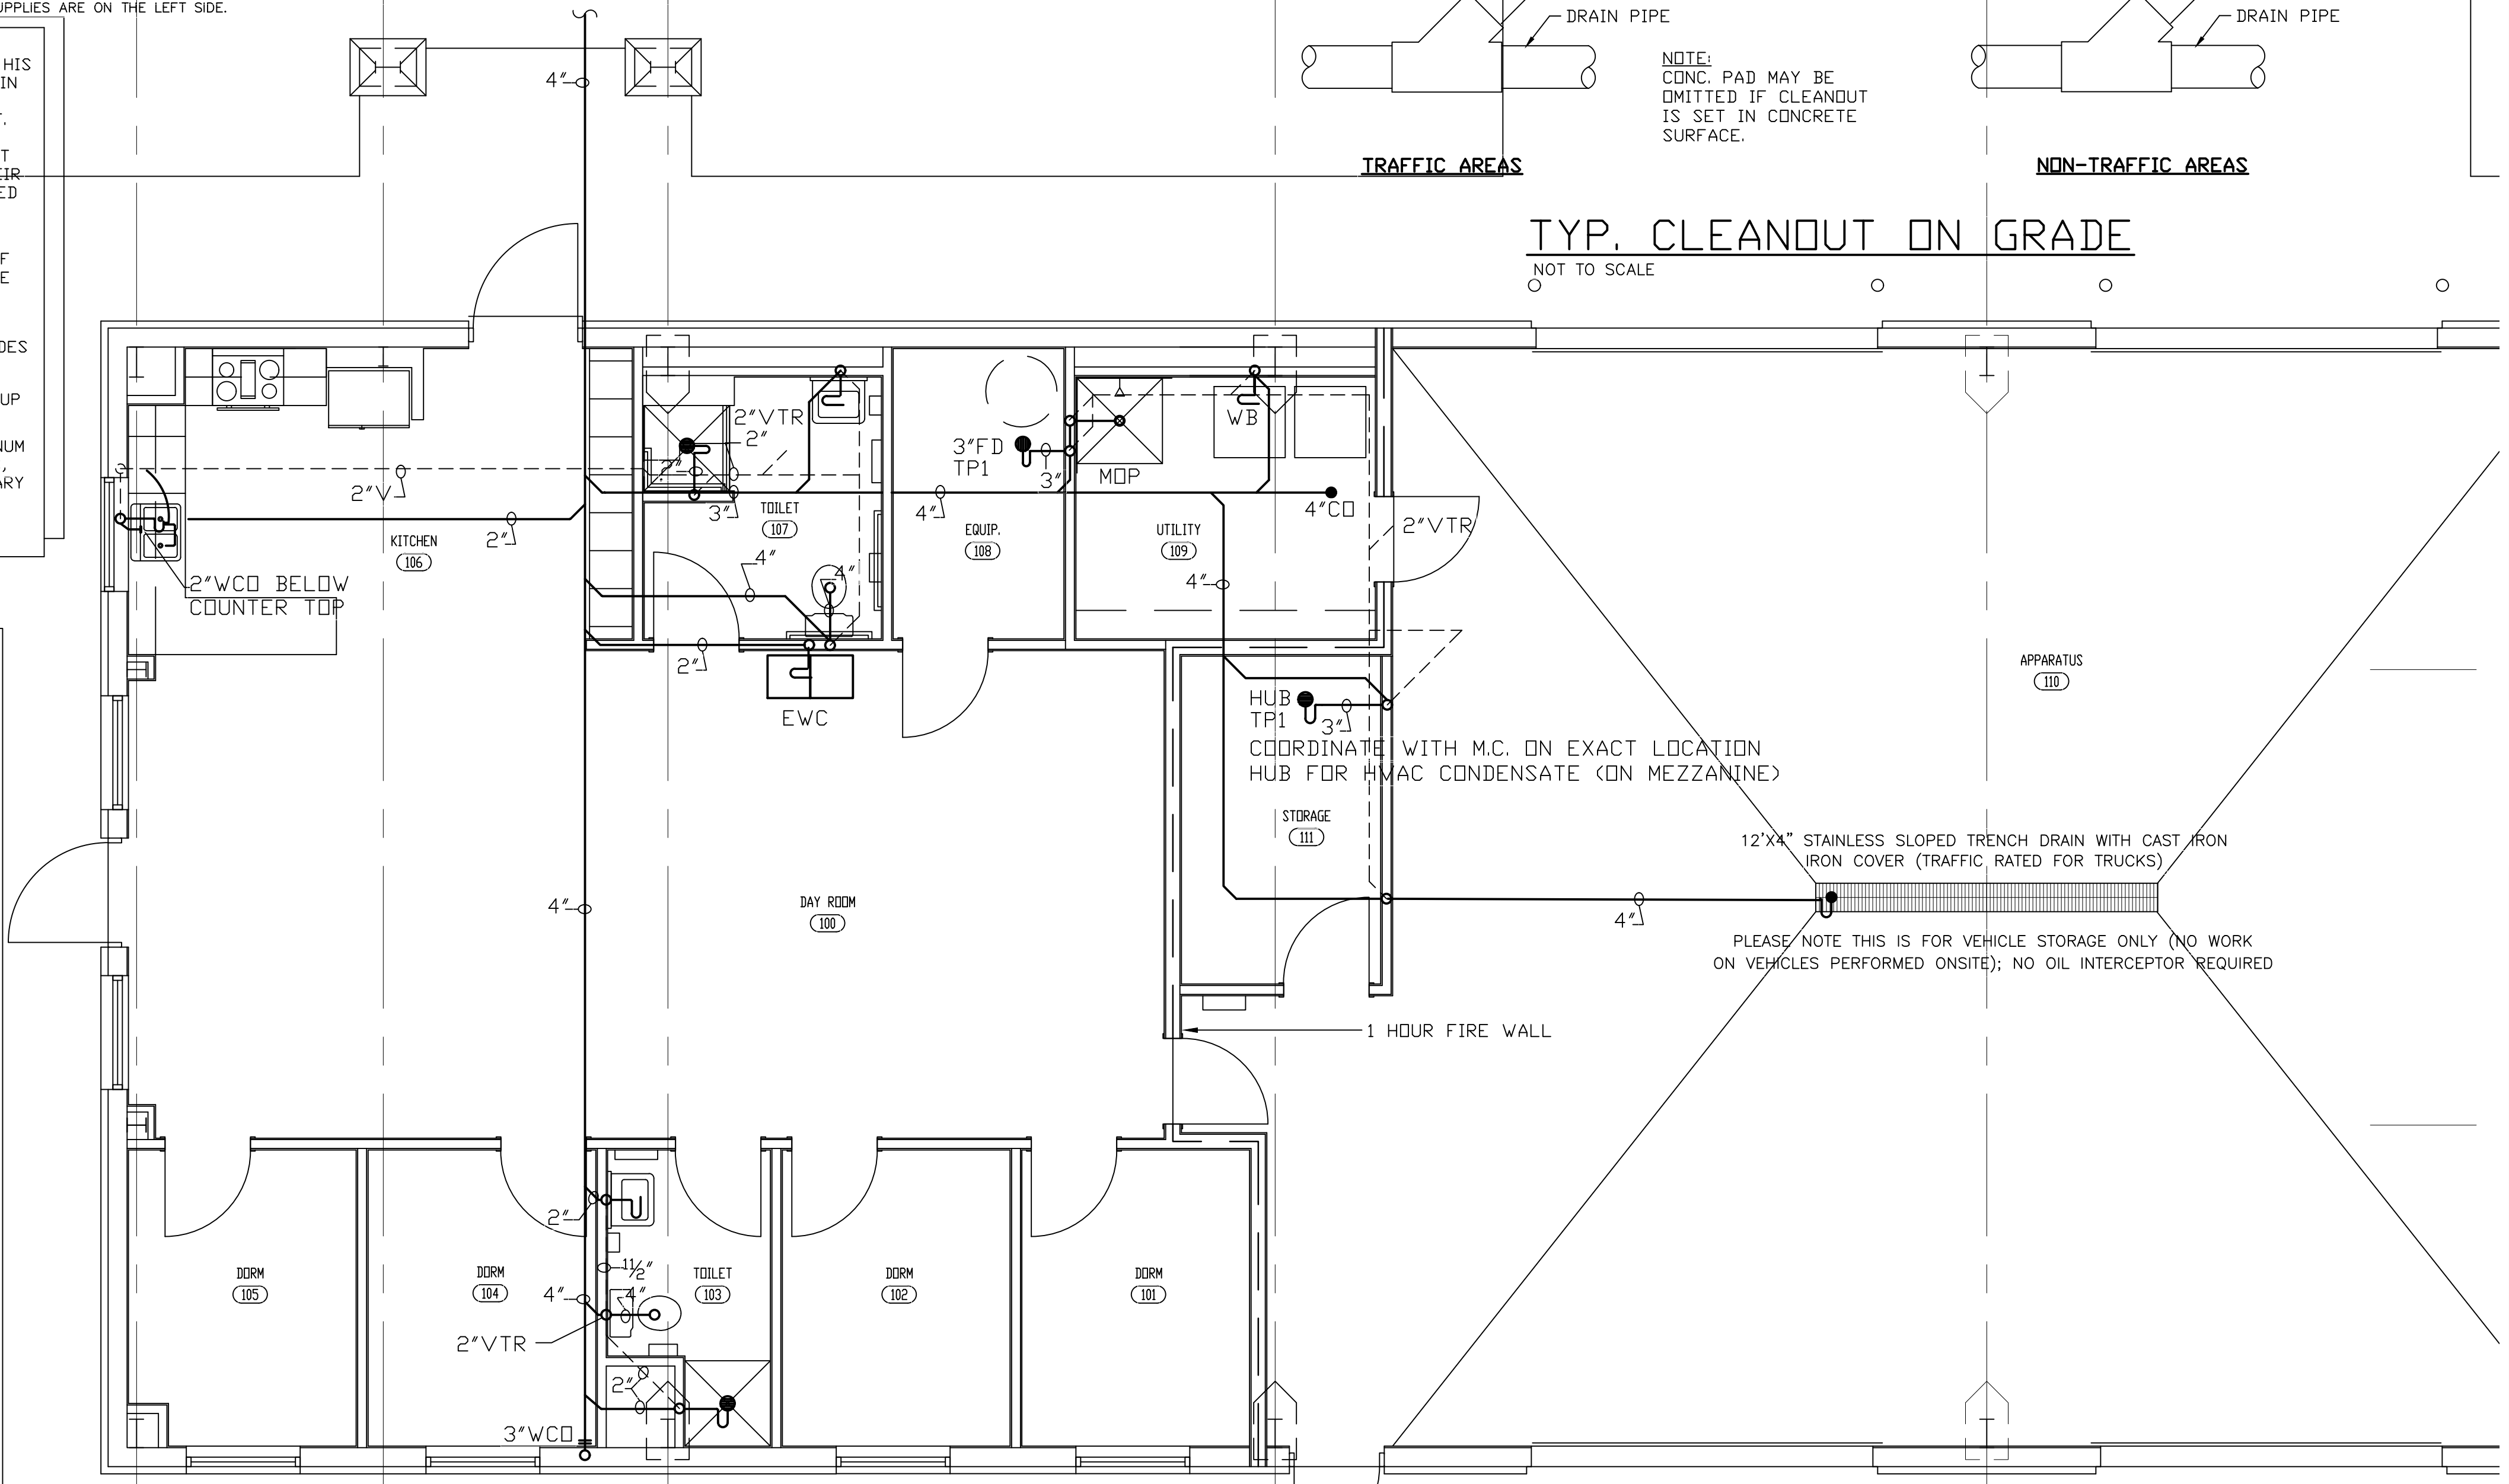 UPPLIES ARE ON THE LEFT SIDE.
HIS
IN
T.
T
EIR
ED
F
E
DES
UP
NUM
,
ARY
DRAIN PIPE
NOTE:
CONC. PAD MAY BE
OMITTED IF CLEANOUT
IS SET IN CONCRETE
SURFACE.
DRAIN PIPE
TRAFFIC AREAS
NON-TRAFFIC AREAS
TYP. CLEANOUT ON GRADE
NOT TO SCALE
4"
2"VTR
2"
2"
3"
TOILET
107
4"
4"
3"FD
TP1
3"
MOP
WB
4"
EQUIP.
108
UTILITY
109
4"CO
2"VTR
4"
2"V
2"
KITCHEN
106
2"WCO BELOW
COUNTER TOP
2"
EWC
HUB
TP1
3"
COORDINATE WITH M.C. ON EXACT LOCATION
HUB FOR HVAC CONDENSATE (ON MEZZANINE)
STORAGE
111
APPARATUS
110
12'X4" STAINLESS SLOPED TRENCH DRAIN WITH CAST IRON
IRON COVER (TRAFFIC RATED FOR TRUCKS)
4"
PLEASE NOTE THIS IS FOR VEHICLE STORAGE ONLY (NO WORK
ON VEHICLES PERFORMED ONSITE); NO OIL INTERCEPTOR REQUIRED
4"
DAY ROOM
100
1 HOUR FIRE WALL
2"
11/2"
4"
4"
2"VTR
2"
3"WCO
DORM
105
DORM
104
TOILET
103
DORM
102
DORM
101